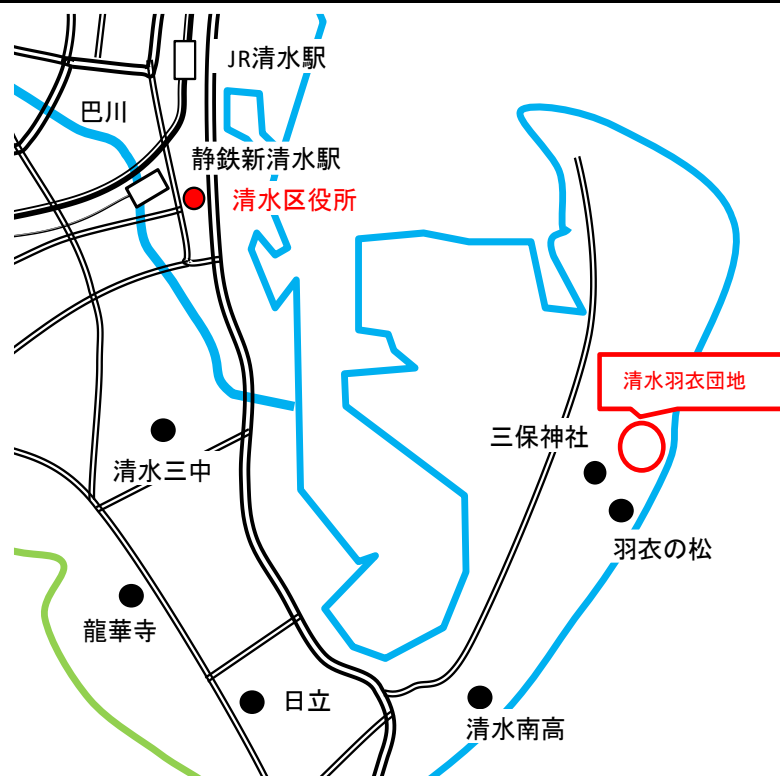 JR清水駅
巴川
静鉄新清水駅
清水区役所
清水羽衣団地
三保神社
清水三中
羽衣の松
龍華寺
日立
清水南高